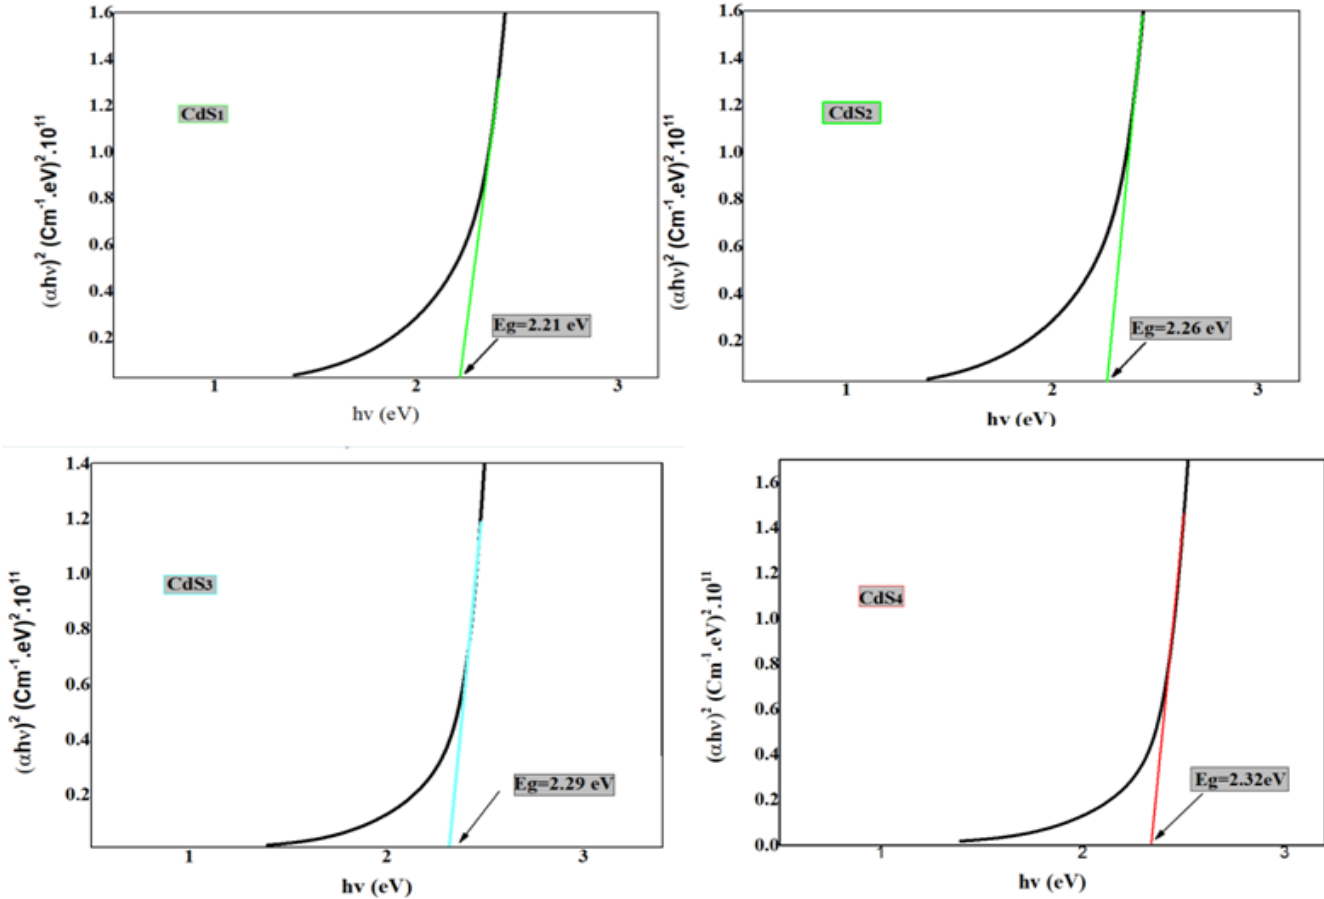 1.6
1.4
1.2
1.0
0.8
0.6
0.4
0.2
1 2 3
(αhν)² (Cm⁻¹.eV)².10¹¹
CdS1
Eg=2.21 eV
hν (eV)
1.6
1.4
1.2
1.0
0.8
0.6
0.4
0.2
1 2 3
(αhν)² (Cm⁻¹.eV)².10¹¹
CdS2
Eg=2.26 eV
hν (eV)
1.4
1.2
1.0
0.8
0.6
0.4
0.2
1 2 3
(αhν)² (Cm⁻¹.eV)².10¹¹
CdS3
Eg=2.29 eV
hν (eV)
1.6
1.4
1.2
1.0
0.8
0.6
0.4
0.2
0.0
1 2 3
(αhν)² (Cm⁻¹.eV)².10¹¹
CdS4
Eg=2.32eV
hν (eV)